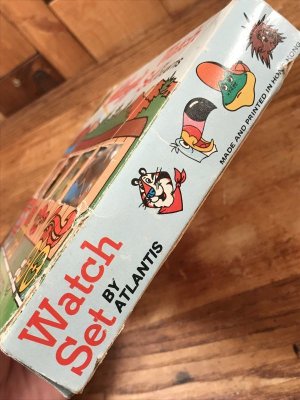 Watch
Set
BY
ATLANTIS
MADE AND PRINTED IN HONG KONG